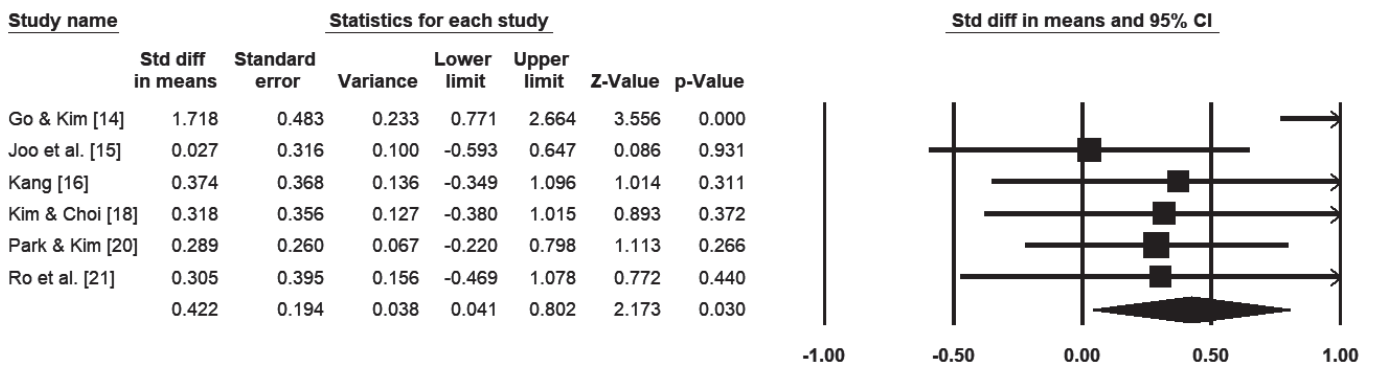 Study name Statistics for each study Std diff in means and 95% CI
Std diff Standard Lower Upper
in means error Variance limit limit Z-Value p-Value
Go & Kim [14] 1.718 0.483 0.233 0.771 2.664 3.556 0.000
Joo et al. [15] 0.027 0.316 0.100 -0.593 0.647 0.086 0.931
Kang [16] 0.374 0.368 0.136 -0.349 1.096 1.014 0.311
Kim & Choi [18] 0.318 0.356 0.127 -0.380 1.015 0.893 0.372
Park & Kim [20] 0.289 0.260 0.067 -0.220 0.798 1.113 0.266
Ro et al. [21] 0.305 0.395 0.156 -0.469 1.078 0.772 0.440
0.422 0.194 0.038 0.041 0.802 2.173 0.030
-1.00 -0.50 0.00 0.50 1.00